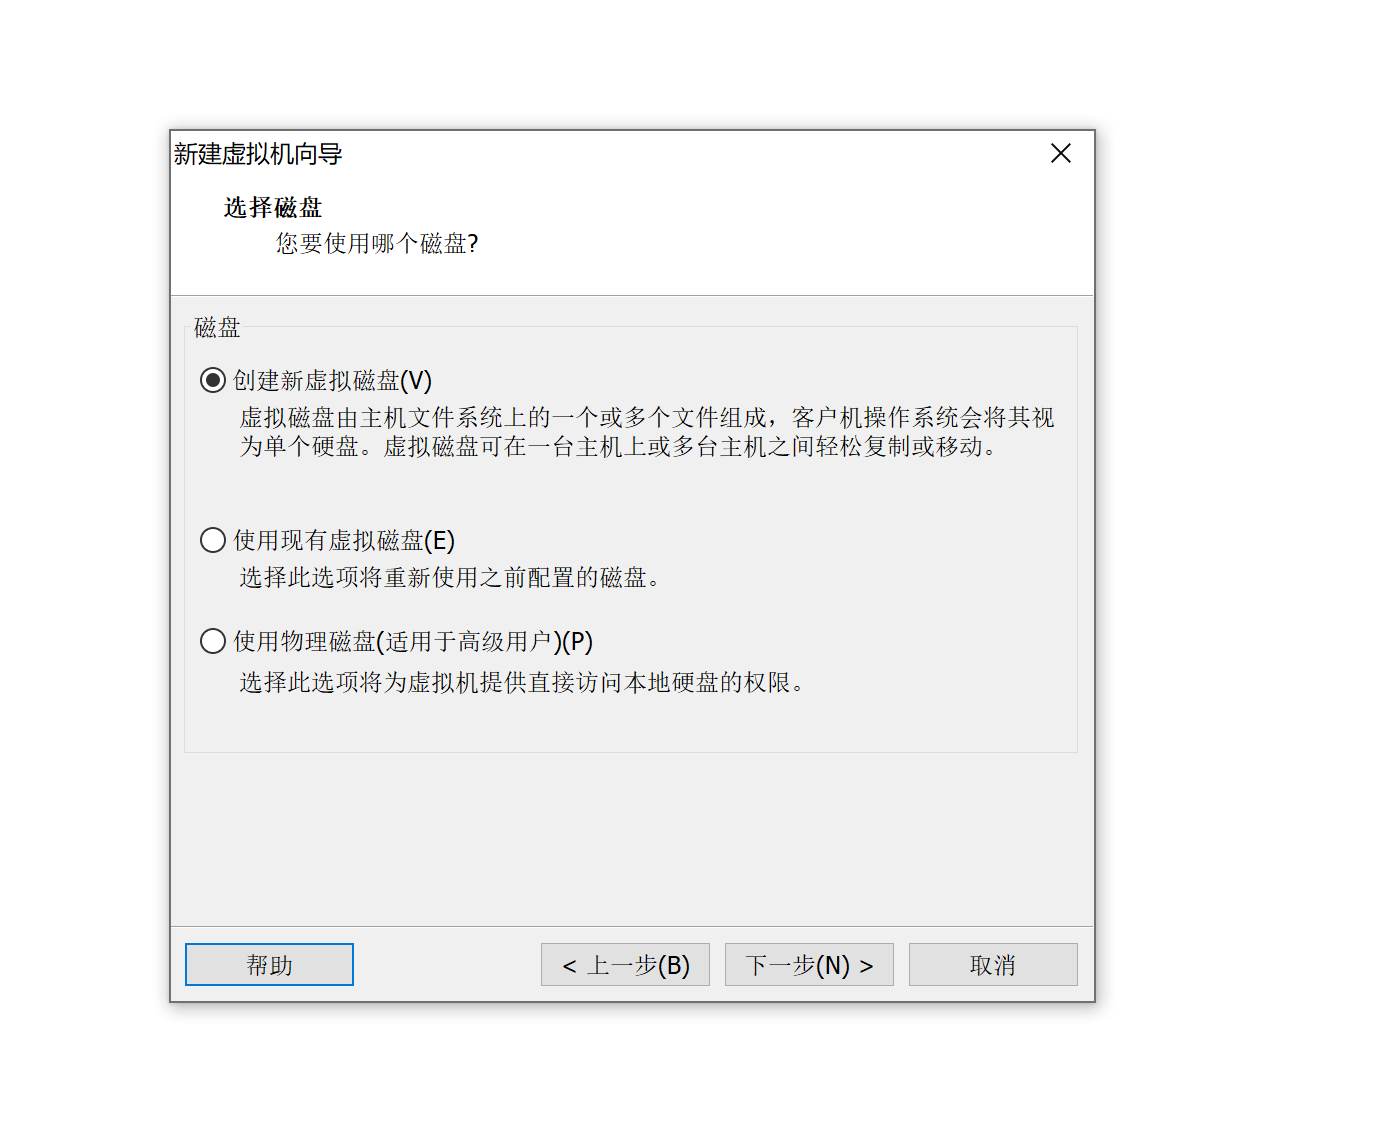 新建虚拟机向导
选择磁盘
您要使用哪个磁盘?
磁盘
创建新虚拟磁盘(V)
虚拟磁盘由主机文件系统上的一个或多个文件组成，客户机操作系统会将其视
为单个硬盘。虚拟磁盘可在一台主机上或多台主机之间轻松复制或移动。
使用现有虚拟磁盘(E)
选择此选项将重新使用之前配置的磁盘。
使用物理磁盘(适用于高级用户)(P)
选择此选项将为虚拟机提供直接访问本地硬盘的权限。
帮助
< 上一步(B)
下一步(N) >
取消